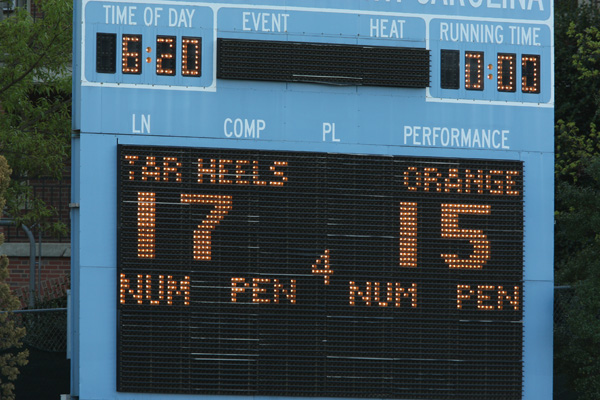 CAROLINA
TIME OF DAY EVENT HEAT RUNNING TIME
6:20 0:00
LN COMP PL PERFORMANCE
TAR HEELS ORANGE
17 15
4
NUM PEN NUM PEN